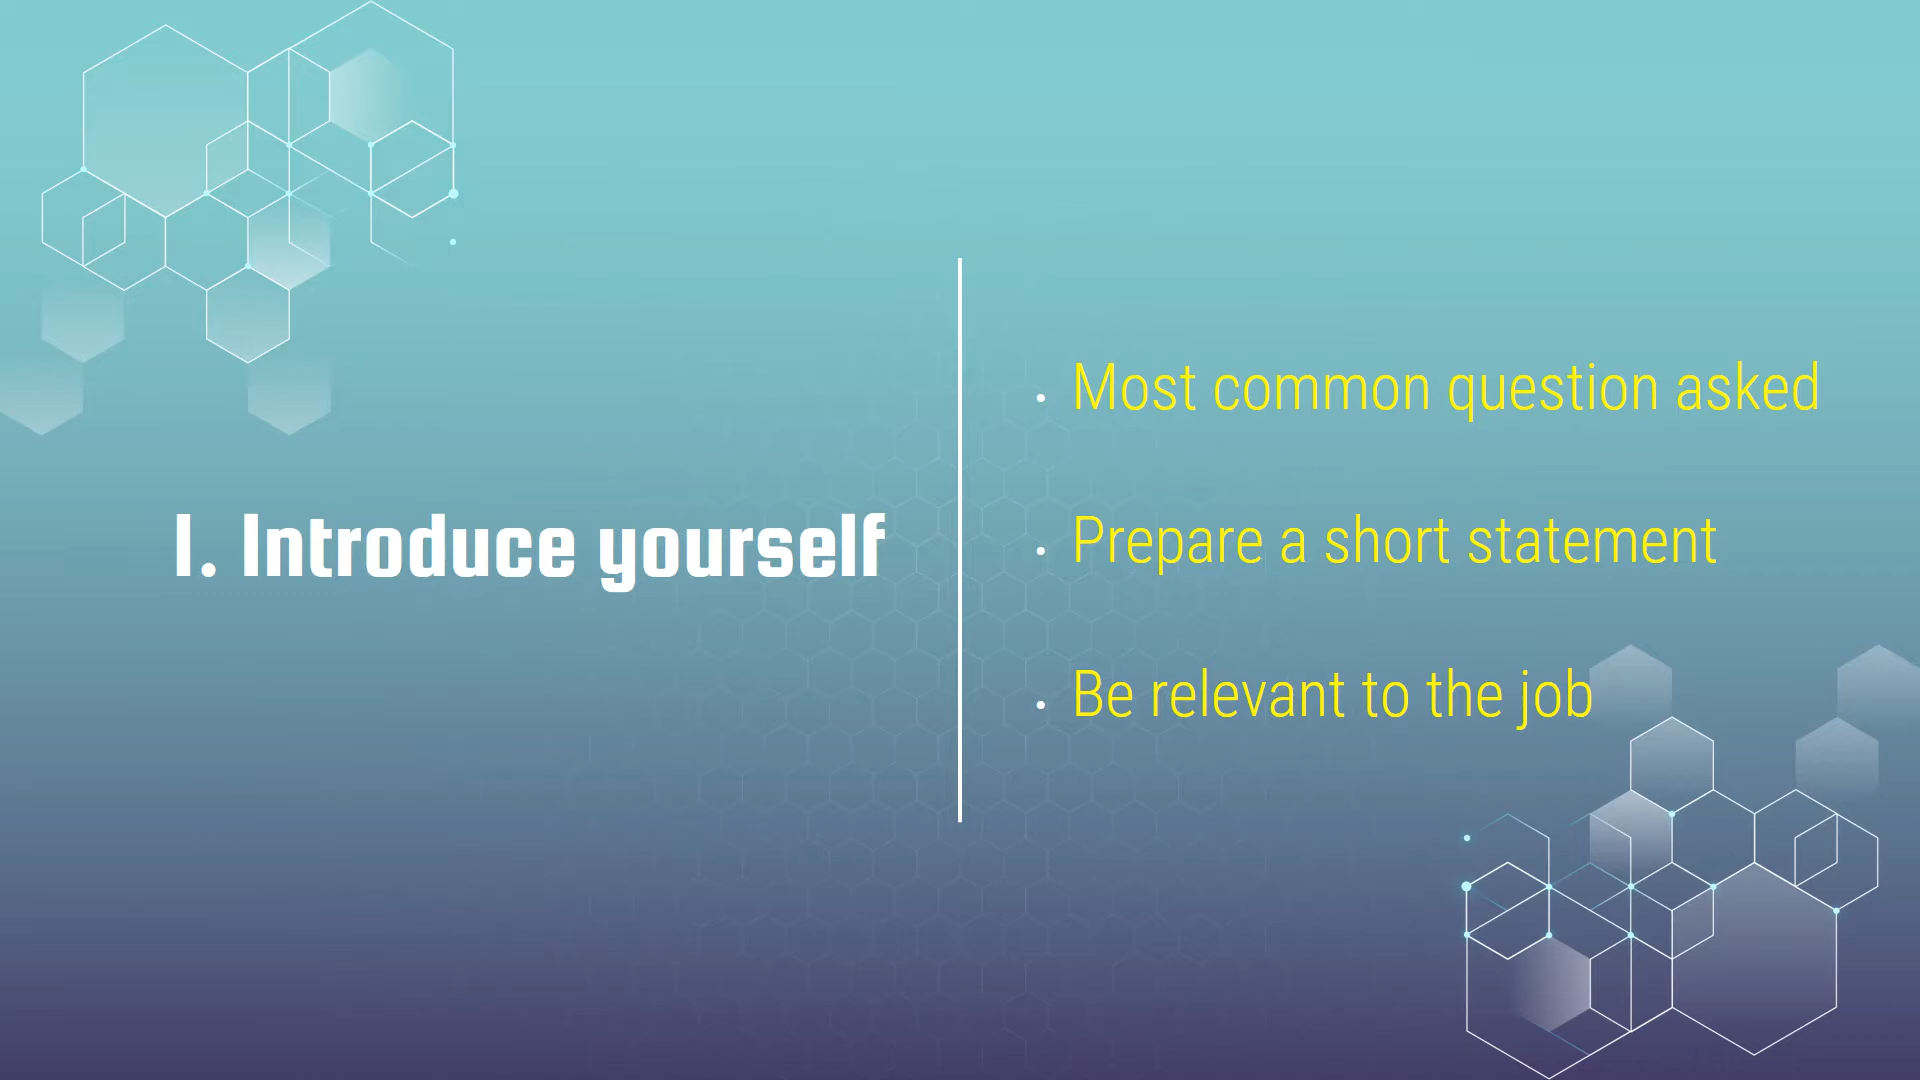 I. Introduce yourself
• Most common question asked
• Prepare a short statement
• Be relevant to the job